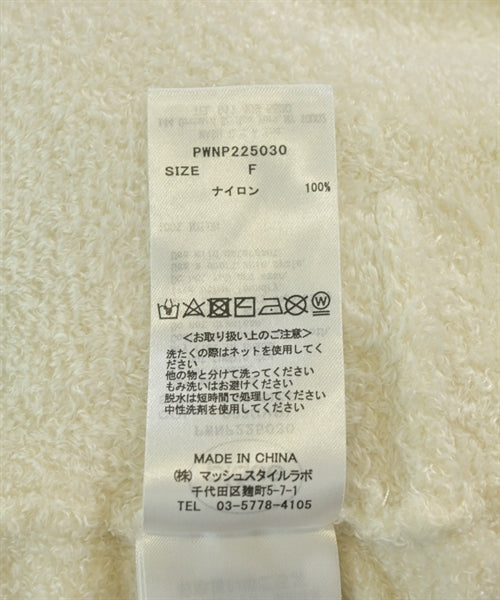 PWNP225030
SIZE F
ナイロン 100%
<お取り扱い上のご注意>
洗たくの際はネットを使用してく
ださい
他の物と分けて洗ってください
もみ洗いはお避けください
脱水は短時間で処理してください
中性洗剤を使用してください
MADE IN CHINA
(株) マッシュスタイルラボ
千代田区麹町5-7-1
TEL 03-5778-4105